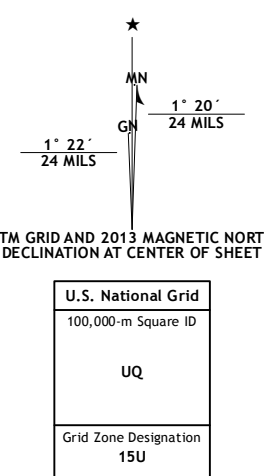 ★
MN
1° 20´
24 MILS
GN
1° 22´
24 MILS
TM GRID AND 2013 MAGNETIC NORT
DECLINATION AT CENTER OF SHEET
U.S. National Grid
100,000-m Square ID
UQ
Grid Zone Designation
15U